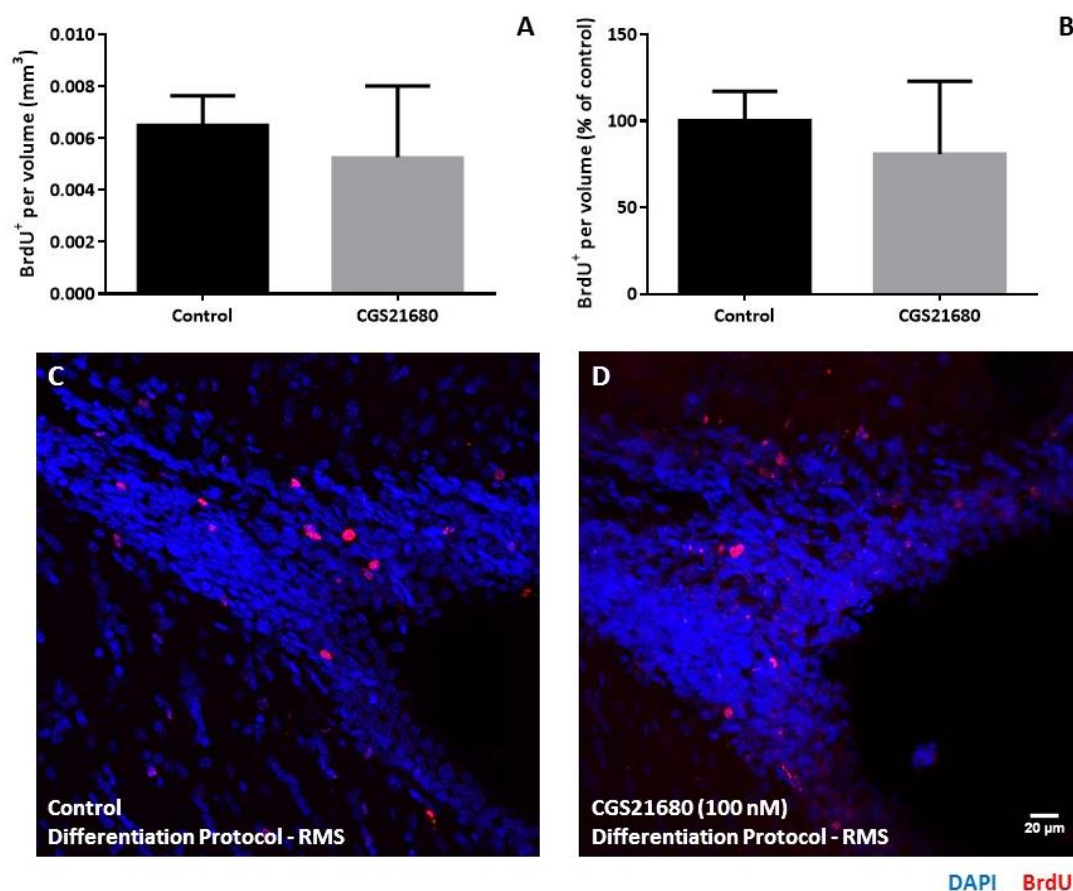 A
BrdU⁺ per volume (mm³)
0.010
0.008
0.006
0.004
0.002
0.000
Control
CGS21680
B
BrdU⁺ per volume (% of control)
150
100
50
0
Control
CGS21680
C
Control
Differentiation Protocol - RMS
D
CGS21680 (100 nM)
Differentiation Protocol - RMS
20 µm
DAPI BrdU